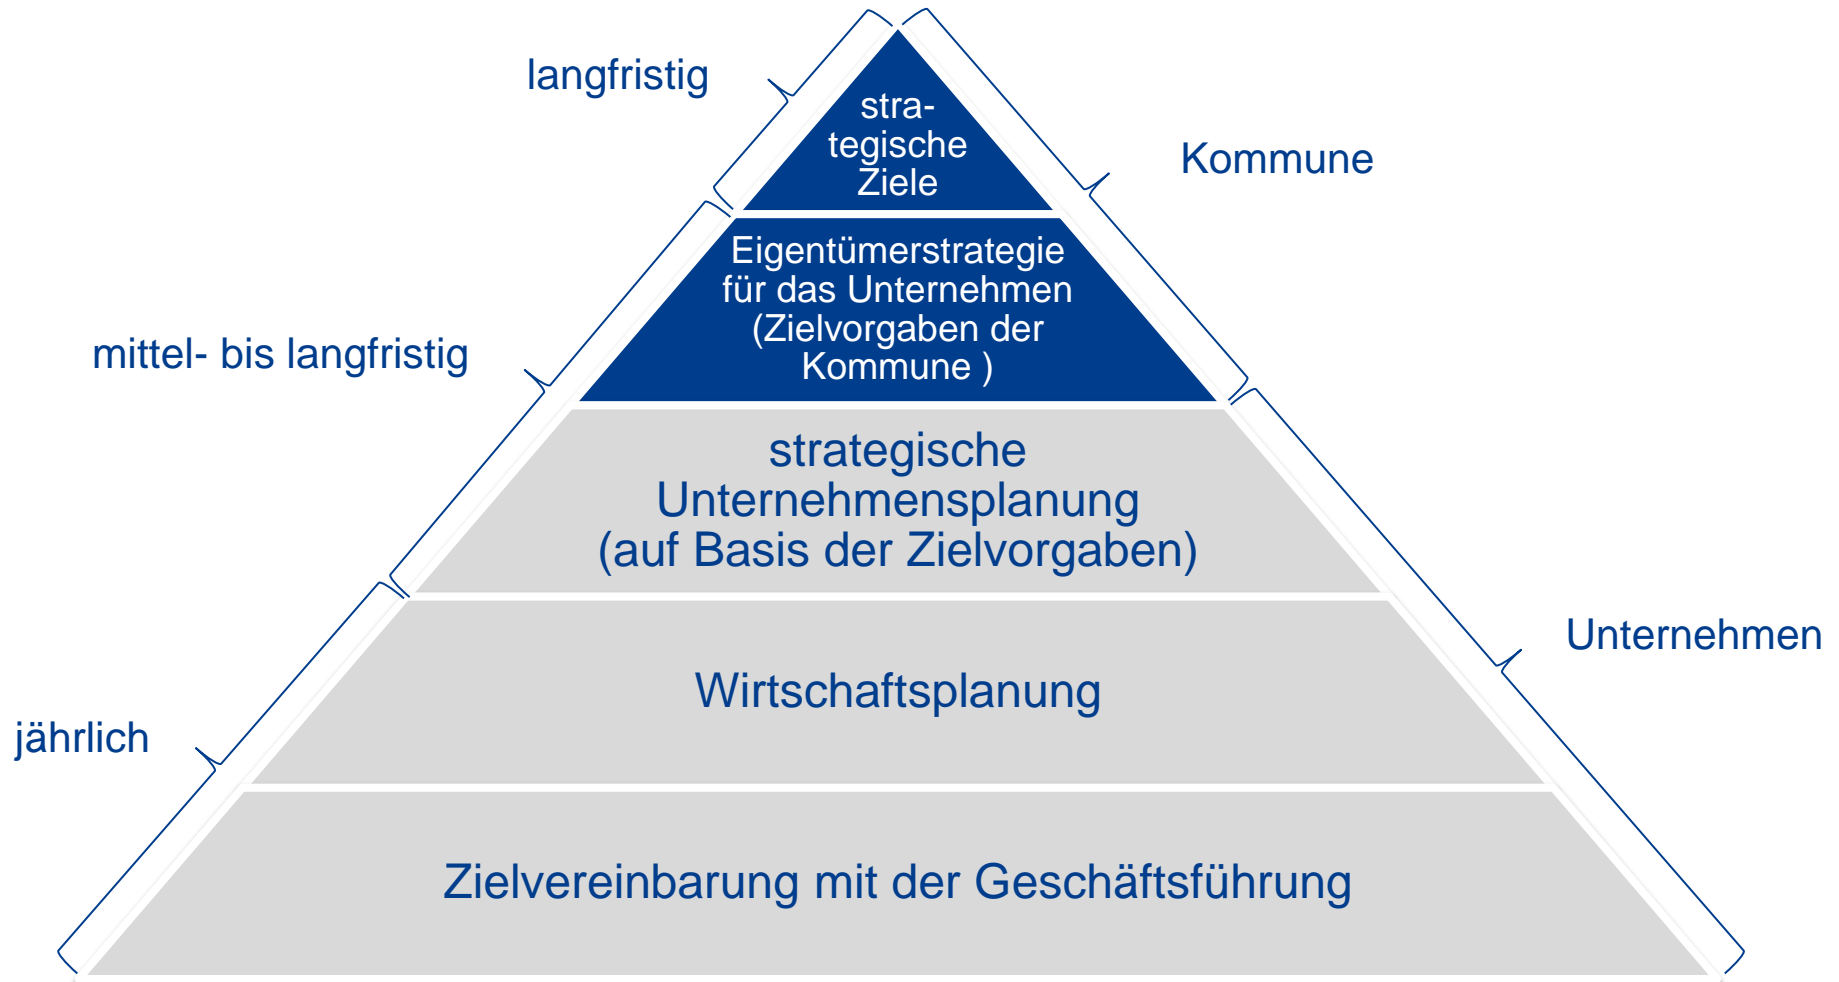 langfristig
stra-
tegische
Ziele
Kommune
Eigentümerstrategie
für das Unternehmen
(Zielvorgaben der
Kommune )
mittel- bis langfristig
strategische
Unternehmensplanung
(auf Basis der Zielvorgaben)
Unternehmen
Wirtschaftsplanung
jährlich
Zielvereinbarung mit der Geschäftsführung